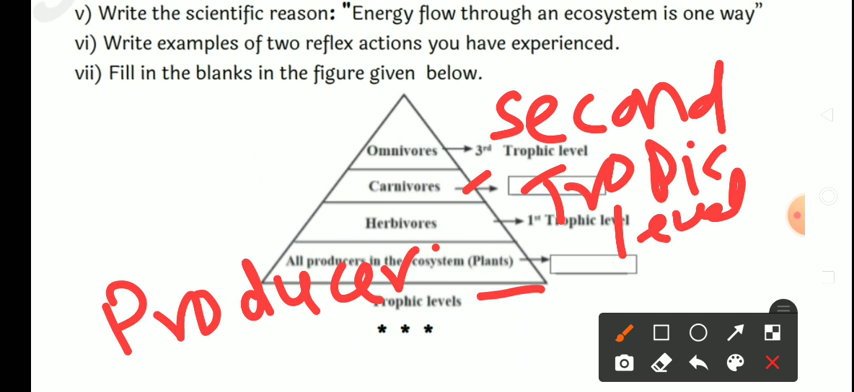 v) Write the scientific reason: "Energy flow through an ecosystem is one way”
vi) Write examples of two reflex actions you have experienced.
vii) Fill in the blanks in the figure given below.
second
Omnivores 3rd Trophic level
Carnivores Tropic
Herbivores 1st Trophic level
level
All producers in the ecosystem (Plants)
Producer
Trophic levels
* * *